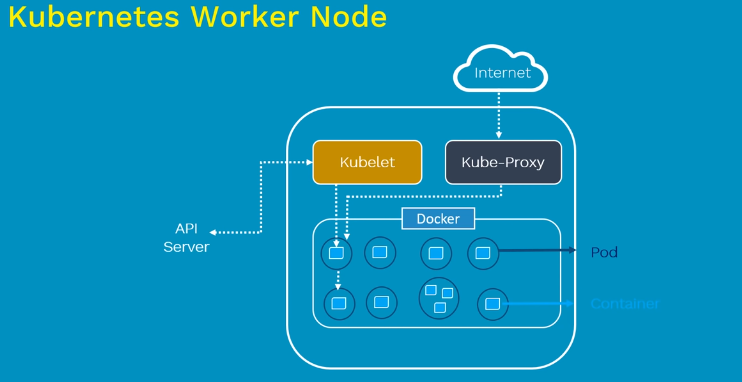 Kubernetes Worker Node
Internet
Kubelet
Kube-Proxy
API
Server
Docker
Pod
Container